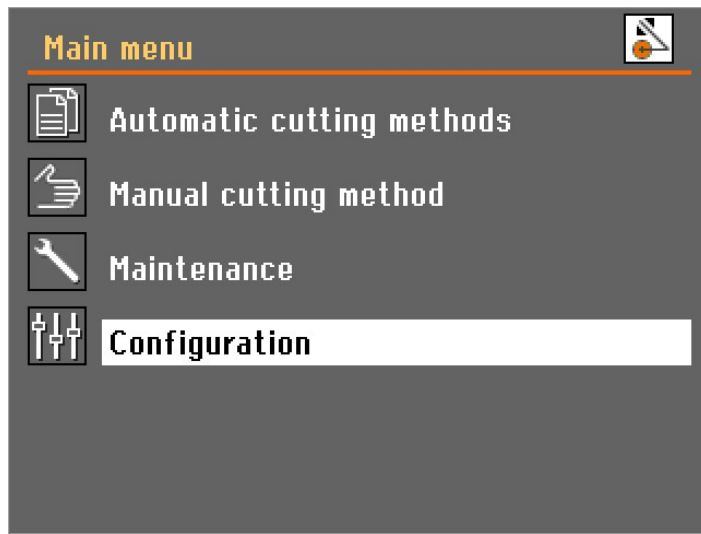 Main menu
Automatic cutting methods
Manual cutting method
Maintenance
Configuration